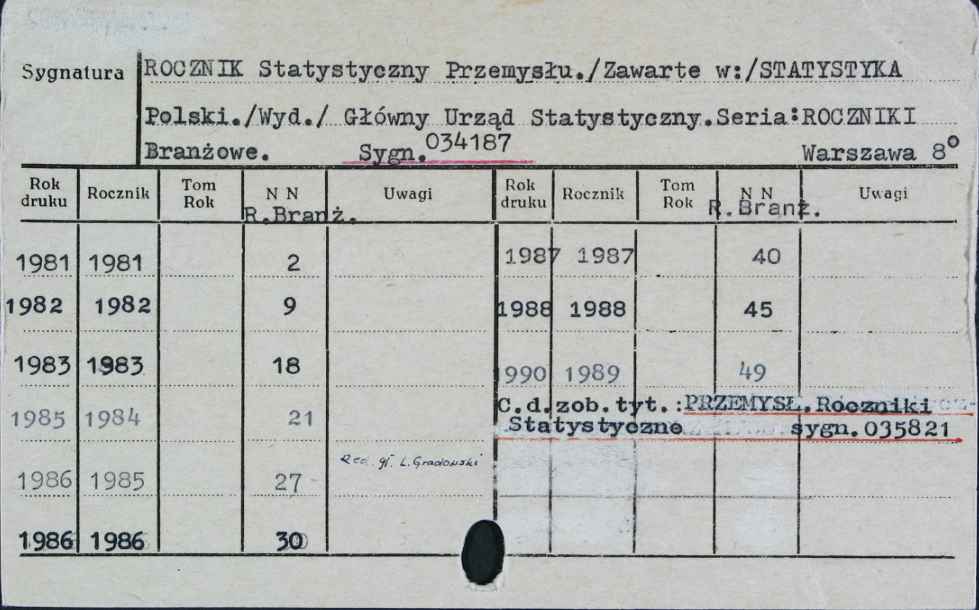 Sygnatura ROCZNIK Statystyczny Przemysłu./Zawarte w:/STATYSTYKA
Polski./Wyd./ Główny Urząd Statystyczny.Seria:ROCZNIKI
Branżowe. Sygn.034187 Warszawa 8°
Rok druku Rocznik Tom Rok N N Uwagi Rok druku Rocznik Tom Rok N N Uwagi
R.Branż. R.Branż.
1981 1981 2 1987 1987 40
1982 1982 9 1988 1988 45
1983 1983 18 1990 1989 49
C.d.zob.tyt.:PRZEMYSŁ.Roczniki
1985 1984 21 Statystyczne sygn.035821
Red. gł. L.Gradowski
1986 1985 27
1986 1986 30